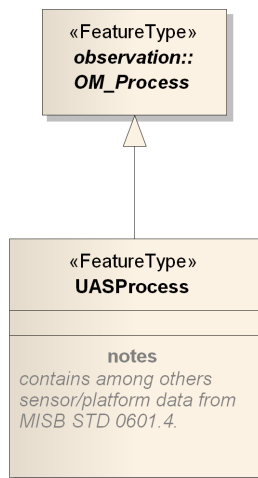 «FeatureType»
observation::
OM_Process
«FeatureType»
UASProcess
notes
contains among others
sensor/platform data from
MISB STD 0601.4.